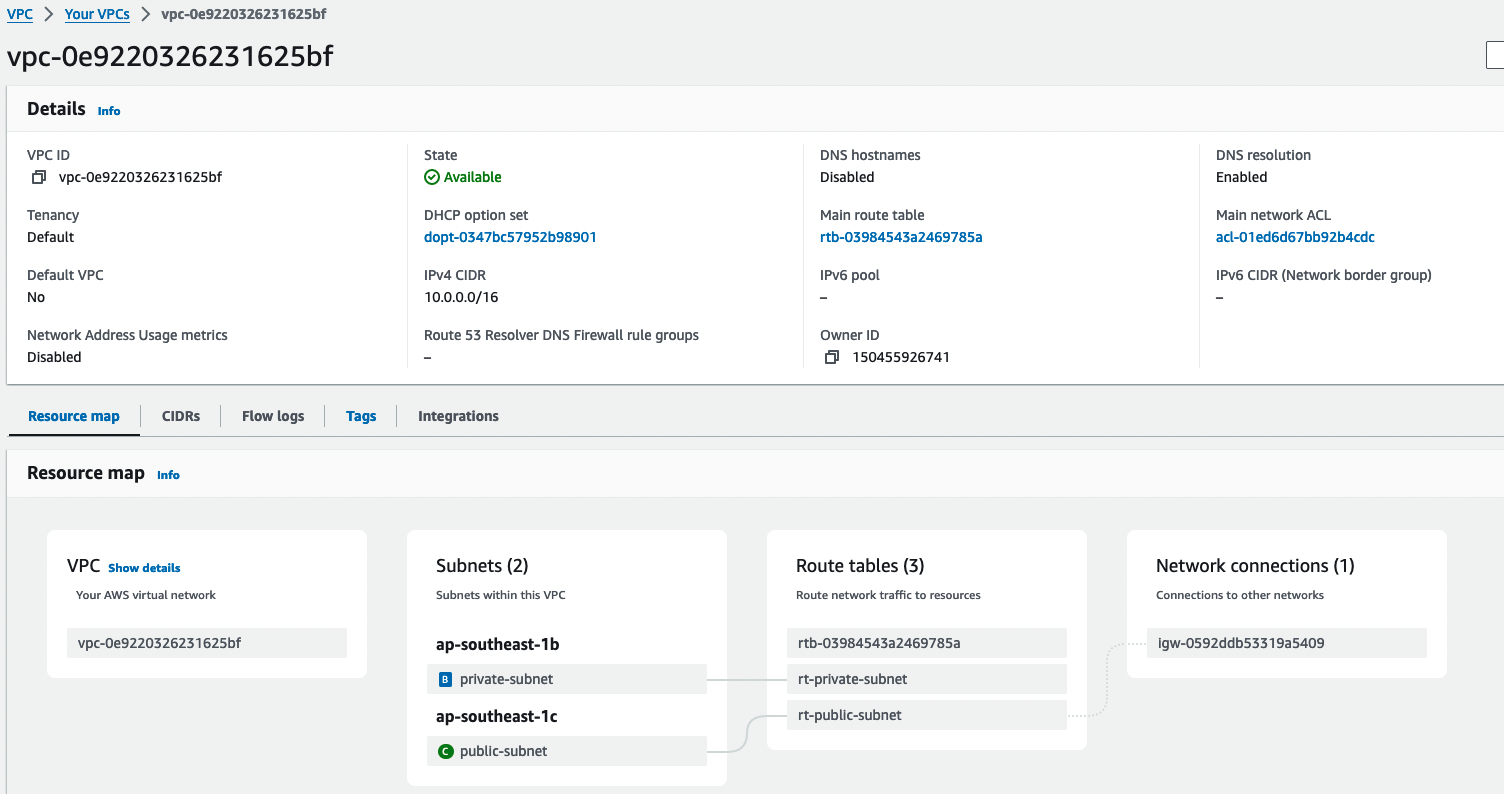 VPC > Your VPCs > vpc-0e9220326231625bf
vpc-0e9220326231625bf
Details Info
VPC ID
vpc-0e9220326231625bf
State
Available
DNS hostnames
Disabled
DNS resolution
Enabled
Tenancy
Default
DHCP option set
dopt-0347bc57952b98901
Main route table
rtb-03984543a2469785a
Main network ACL
acl-01ed6d67bb92b4cdc
Default VPC
No
IPv4 CIDR
10.0.0.0/16
IPv6 pool
–
IPv6 CIDR (Network border group)
–
Network Address Usage metrics
Disabled
Route 53 Resolver DNS Firewall rule groups
–
Owner ID
150455926741
Resource map CIDRs Flow logs Tags Integrations
Resource map Info
VPC Show details
Your AWS virtual network
vpc-0e9220326231625bf
Subnets (2)
Subnets within this VPC
ap-southeast-1b
B private-subnet
ap-southeast-1c
C public-subnet
Route tables (3)
Route network traffic to resources
rtb-03984543a2469785a
rt-private-subnet
rt-public-subnet
Network connections (1)
Connections to other networks
igw-0592ddb53319a5409